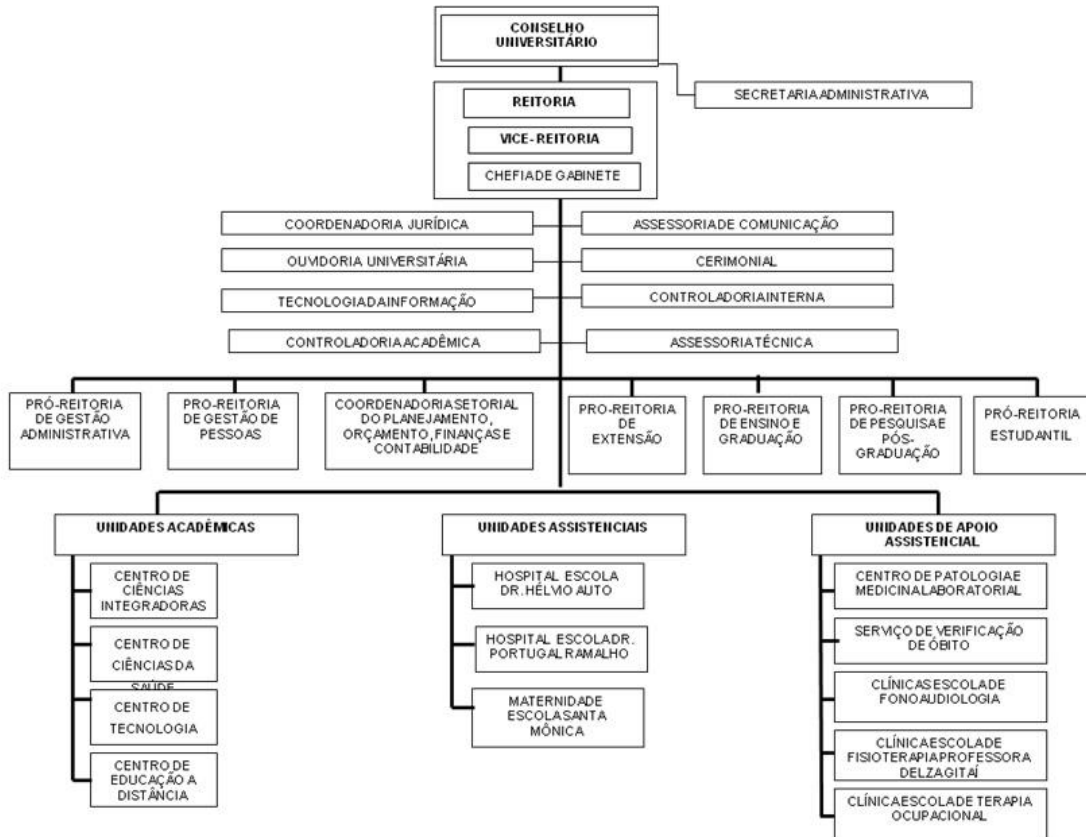 CONSELHO
UNIVERSITÁRIO
SECRETARIA ADMINISTRATIVA
REITORIA
VICE- REITORIA
CHEFIA DE GABINETE
COORDENADORIA JURÍDICA
ASSESSORIA DE COMUNICAÇÃO
OUVIDORIA UNIVERSITÁRIA
CERIMONIAL
TECNOLOGIA DA INFORMAÇÃO
CONTROLADORIA INTERNA
CONTROLADORIA ACADÊMICA
ASSESSORIA TÉCNICA
PRÓ-REITORIA
DE GESTÃO
ADMINISTRATIVA
PRO-REITORIA
DE GESTÃO DE
PESSOAS
COORDENADORIA SETORIAL
DO PLANEJAMENTO,
ORÇAMENTO, FINANÇAS E
CONTABILIDADE
PRO-REITORIA
DE
EXTENSÃO
PRO-REITORIA
DE ENSINO E
GRADUAÇÃO
PRO-REITORIA
DE PESQUISA E
PÓS-
GRADUAÇÃO
PRÓ-REITORIA
ESTUDANTIL
UNIDADES ACADÉMICAS
CENTRO DE
CIÊNCIAS
INTEGRADORAS
CENTRO DE
CIÊNCIAS DA
SAÚDE
CENTRO DE
TECNOLOGIA
CENTRO DE
EDUCAÇÃO A
DISTÂNCIA
UNIDADES ASSISTENCIAIS
HOSPITAL ESCOLA
DR. HÉLVIO AUTO
HOSPITAL ESCOLA DR.
PORTUGAL RAMALHO
MATERNIDADE
ESCOLA SANTA
MÔNICA
UNIDADES DE APOIO
ASSISTENCIAL
CENTRO DE PATOLOGIA E
MEDICINA LABORATORIAL
SERVIÇO DE VERIFICAÇÃO
DE ÓBITO
CLÍNICAS ESCOLA DE
FONOAUDIOLOGIA
CLÍNICA ESCOLA DE
FISIOTERAPIA PROFESSORA
DELZA GITAÍ
CLÍNICA ESCOLA DE TERAPIA
OCUPACIONAL